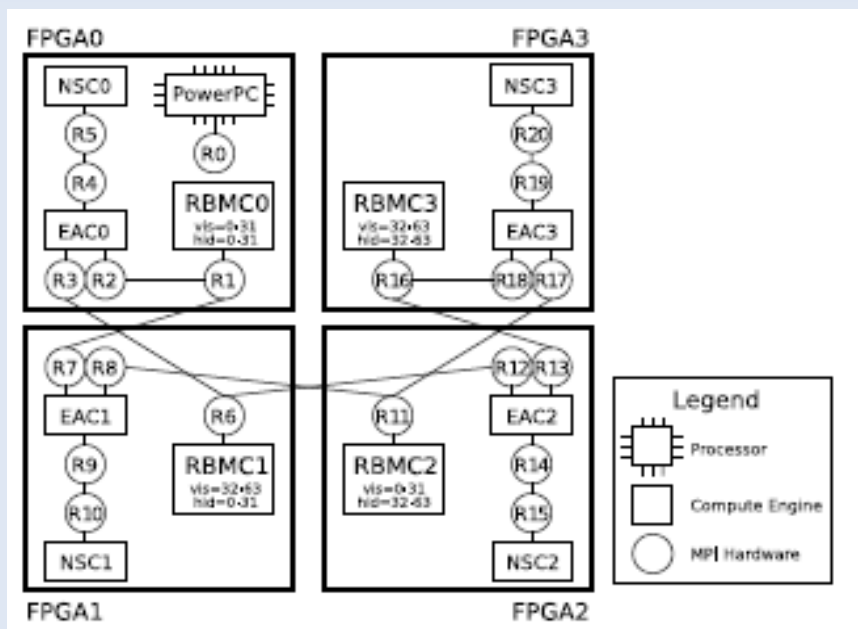 FPGA0
NSC0
PowerPC
R5
R0
R4
RBMC0
vis=0•31
hid=0•31
EAC0
R3
R2
R1
FPGA3
NSC3
R20
R19
RBMC3
vis=32•63
hid=32•63
EAC3
R16
R18
R17
R7
R8
EAC1
R6
R9
RBMC1
vis=32•63
hid=0•31
R10
NSC1
FPGA1
R12
R13
R11
EAC2
RBMC2
vis=0•31
hid=32•63
R14
R15
NSC2
FPGA2
Legend
Processor
Compute Engine
MPI Hardware